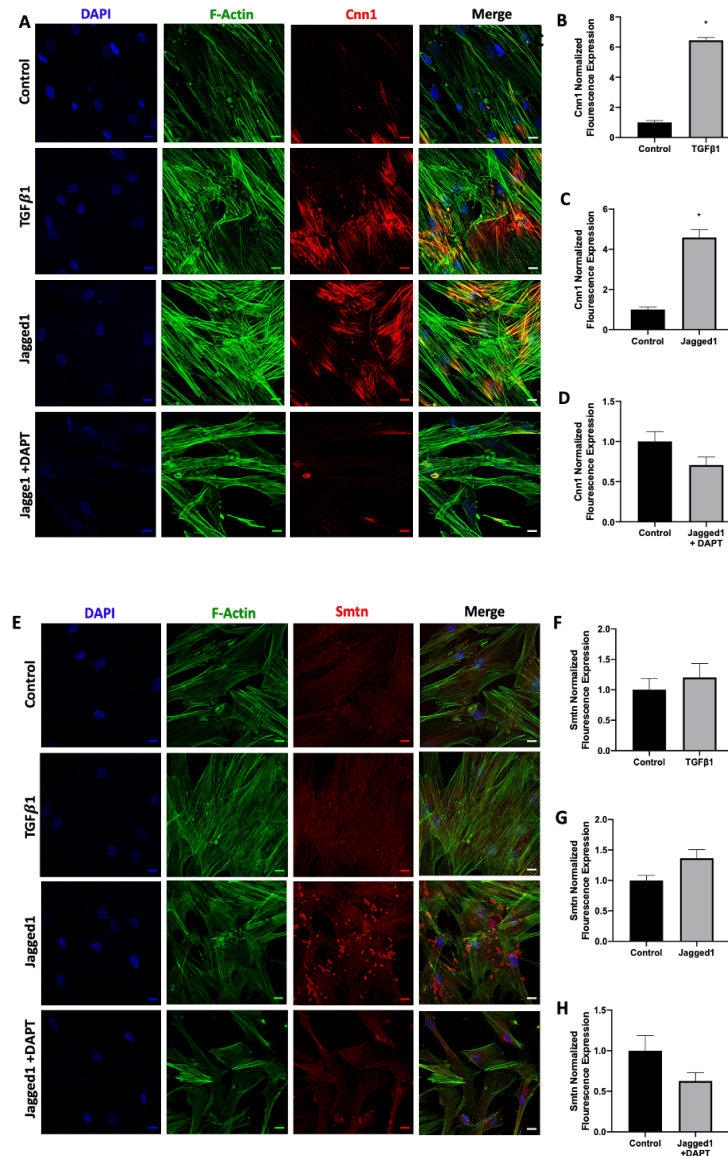 A
DAPI
F-Actin
Cnn1
Merge
Control
TGFβ1
Jagged1
Jagge1 +DAPT
B
Cnn1 Normalized
Flourescence Expression
8
6
4
2
0
*
Control
TGFβ1
C
Cnn1 Normalized
Flourescence Expression
6
4
2
0
*
Control
Jagged1
D
Cnn1 Normalized
Flourescence Expression
1.5
1.0
0.5
0.0
Control
Jagged1
+ DAPT
E
DAPI
F-Actin
Smtn
Merge
Control
TGFβ1
Jagged1
Jagged1 +DAPT
F
Smtn Normalized
Flourescence Expression
2.0
1.5
1.0
0.5
0.0
Control
TGFβ1
G
Smtn Normalized
Flourescence Expression
2.0
1.5
1.0
0.5
0.0
Control
Jagged1
H
Smtn Normalized
Flourescence Expression
1.5
1.0
0.5
0.0
Control
Jagged1
+DAPT